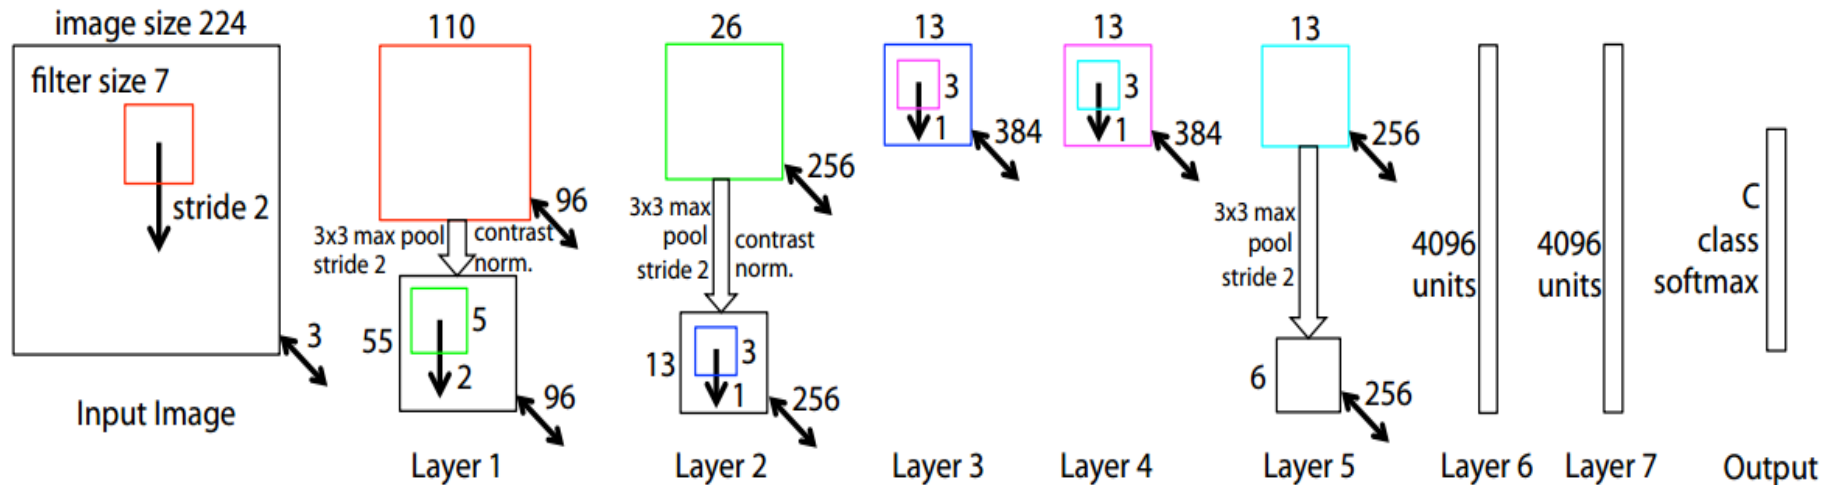 image size 224
filter size 7
stride 2
3
Input Image
110
96
3x3 max pool
stride 2
contrast
norm.
55
5
2
96
Layer 1
26
256
3x3 max
pool
stride 2
contrast
norm.
13
3
1
256
Layer 2
13
3
1
384
Layer 3
13
3
1
384
Layer 4
13
256
3x3 max
pool
stride 2
6
256
Layer 5
4096
units
Layer 6
4096
units
Layer 7
C
class
softmax
Output